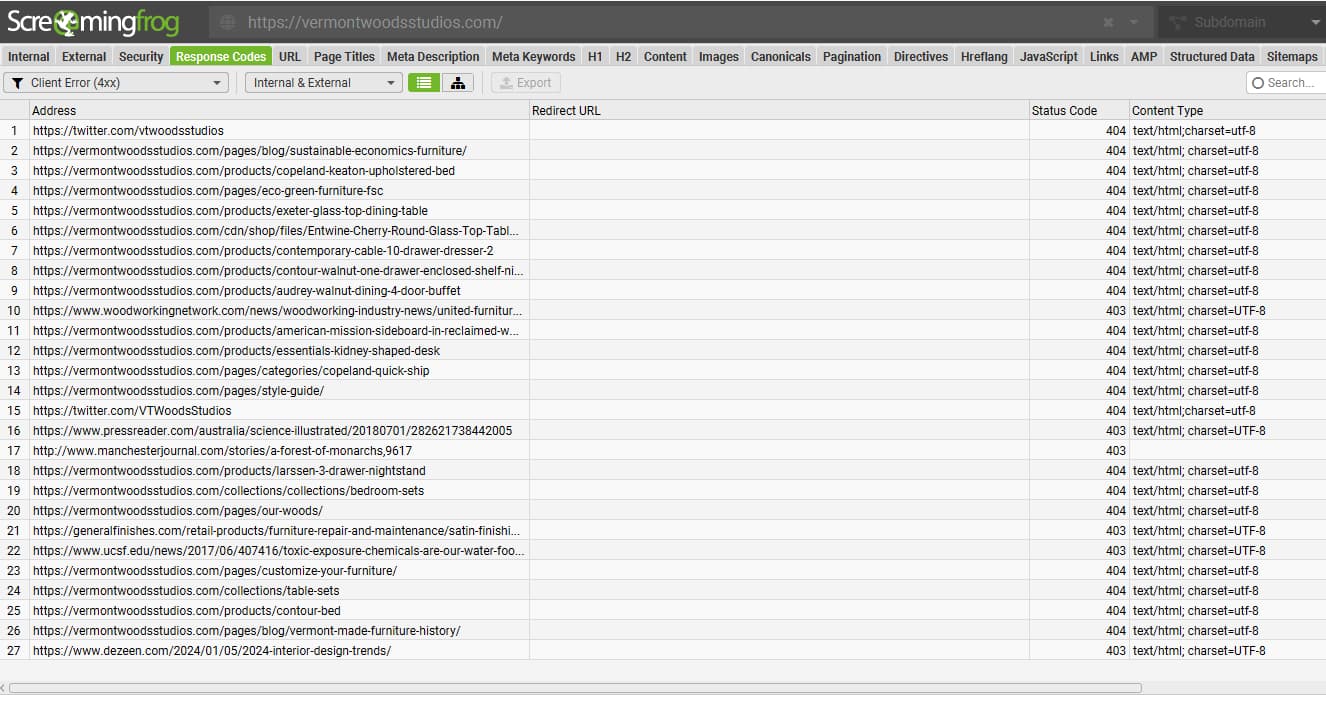 Screamingfrog https://vermontwoodsstudios.com/ Subdomain
Internal External Security Response Codes URL Page Titles Meta Description Meta Keywords H1 H2 Content Images Canonicals Pagination Directives Hreflang JavaScript Links AMP Structured Data Sitemaps
Client Error (4xx) Internal & External Export Search...
Address Redirect URL Status Code Content Type
1 https://twitter.com/vtwoodsstudios 404 text/html;charset=utf-8
2 https://vermontwoodsstudios.com/pages/blog/sustainable-economics-furniture/ 404 text/html; charset=utf-8
3 https://vermontwoodsstudios.com/products/copeland-keaton-upholstered-bed 404 text/html; charset=utf-8
4 https://vermontwoodsstudios.com/pages/eco-green-furniture-fsc 404 text/html; charset=utf-8
5 https://vermontwoodsstudios.com/products/exeter-glass-top-dining-table 404 text/html; charset=utf-8
6 https://vermontwoodsstudios.com/cdn/shop/files/Entwine-Cherry-Round-Glass-Top-Tabl... 404 text/html; charset=utf-8
7 https://vermontwoodsstudios.com/products/contemporary-cable-10-drawer-dresser-2 404 text/html; charset=utf-8
8 https://vermontwoodsstudios.com/products/contour-walnut-one-drawer-enclosed-shelf-ni... 404 text/html; charset=utf-8
9 https://vermontwoodsstudios.com/products/audrey-walnut-dining-4-door-buffet 404 text/html; charset=utf-8
10 https://www.woodworkingnetwork.com/news/woodworking-industry-news/united-furnitur... 403 text/html; charset=UTF-8
11 https://vermontwoodsstudios.com/products/american-mission-sideboard-in-reclaimed-w... 404 text/html; charset=utf-8
12 https://vermontwoodsstudios.com/products/essentials-kidney-shaped-desk 404 text/html; charset=utf-8
13 https://vermontwoodsstudios.com/pages/categories/copeland-quick-ship 404 text/html; charset=utf-8
14 https://vermontwoodsstudios.com/pages/style-guide/ 404 text/html; charset=utf-8
15 https://twitter.com/VTWoodsStudios 404 text/html;charset=utf-8
16 https://www.pressreader.com/australia/science-illustrated/20180701/282621738442005 403 text/html; charset=UTF-8
17 http://www.manchesterjournal.com/stories/a-forest-of-monarchs,9617 403
18 https://vermontwoodsstudios.com/products/larssen-3-drawer-nightstand 404 text/html; charset=utf-8
19 https://vermontwoodsstudios.com/collections/collections/bedroom-sets 404 text/html; charset=utf-8
20 https://vermontwoodsstudios.com/pages/our-woods/ 404 text/html; charset=utf-8
21 https://generalfinishes.com/retail-products/furniture-repair-and-maintenance/satin-finishi... 403 text/html; charset=UTF-8
22 https://www.ucsf.edu/news/2017/06/407416/toxic-exposure-chemicals-are-our-water-foo... 403 text/html; charset=UTF-8
23 https://vermontwoodsstudios.com/pages/customize-your-furniture/ 404 text/html; charset=utf-8
24 https://vermontwoodsstudios.com/collections/table-sets 404 text/html; charset=utf-8
25 https://vermontwoodsstudios.com/products/contour-bed 404 text/html; charset=utf-8
26 https://vermontwoodsstudios.com/pages/blog/vermont-made-furniture-history/ 404 text/html; charset=utf-8
27 https://www.dezeen.com/2024/01/05/2024-interior-design-trends/ 403 text/html; charset=UTF-8